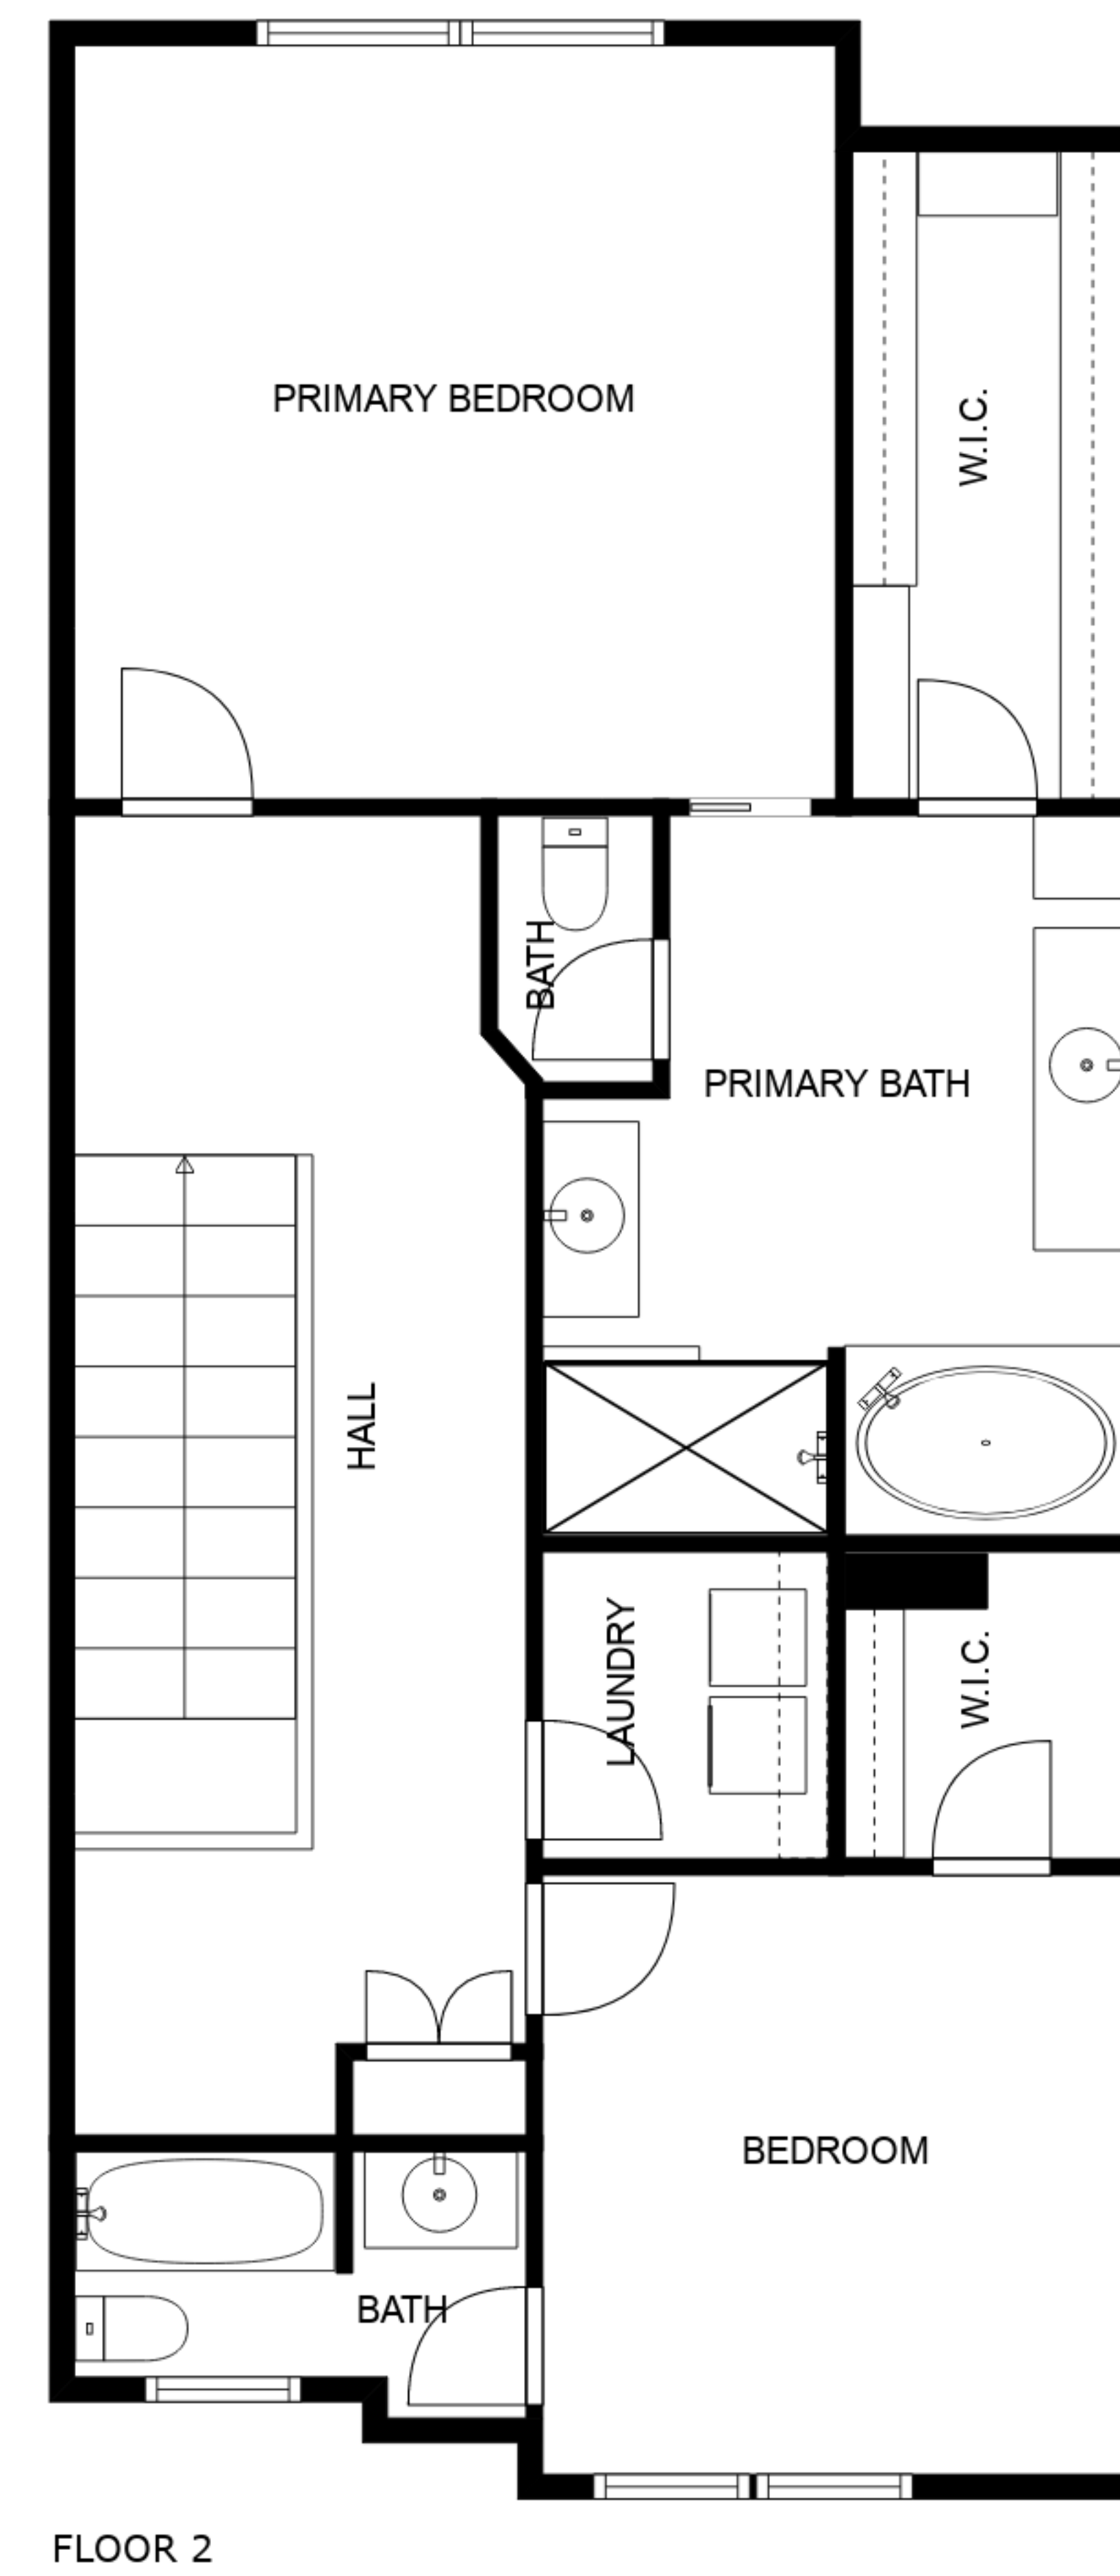 PRIMARY BEDROOM
W.I.C.
BATH
PRIMARY BATH
HALL
LAUNDRY
W.I.C.
BEDROOM
BATH
FLOOR 2